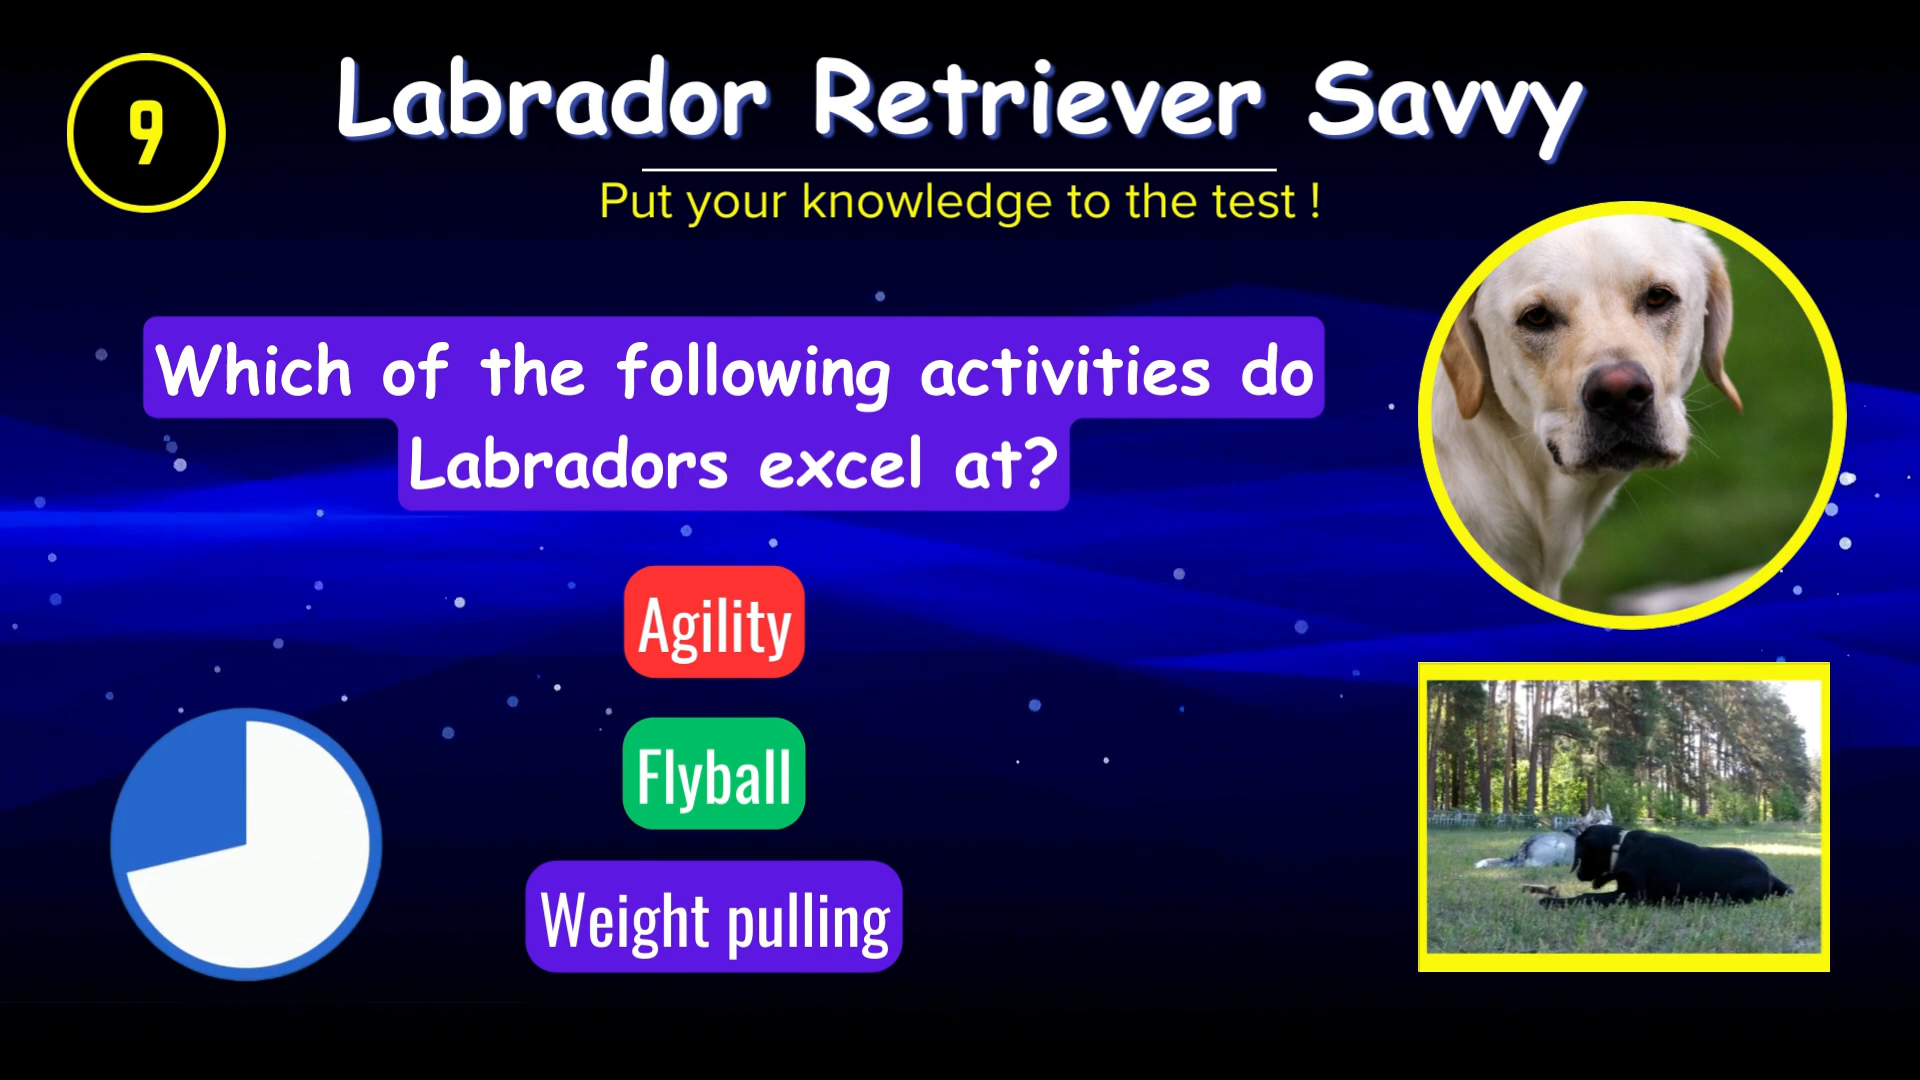 9
Labrador Retriever Savvy
Put your knowledge to the test !
Which of the following activities do
Labradors excel at?
Agility
Flyball
Weight pulling